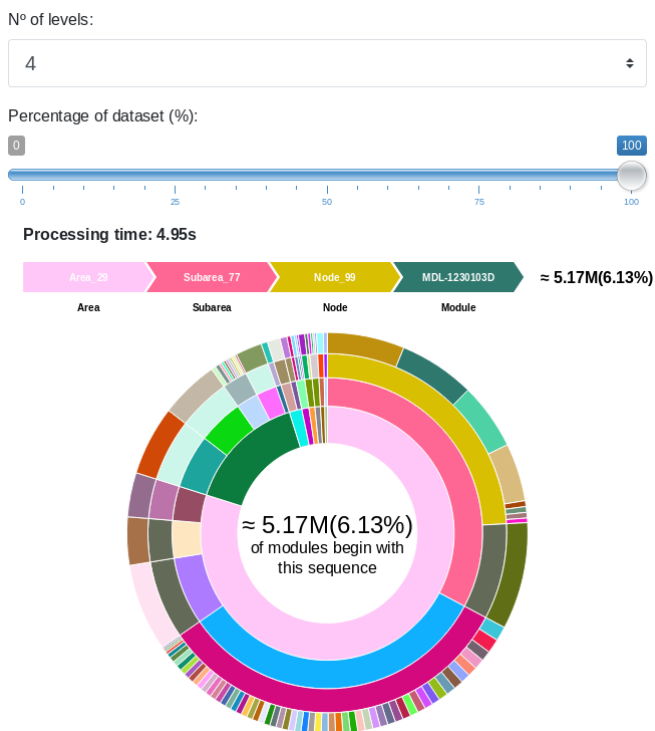 Nº of levels:
4
Percentage of dataset (%):
0
100
0 25 50 75 100
Processing time: 4.95s
Area_29 Subarea_77 Node_99 MDL-1230103D ≈ 5.17M(6.13%)
Area Subarea Node Module
≈ 5.17M(6.13%)
of modules begin with
this sequence